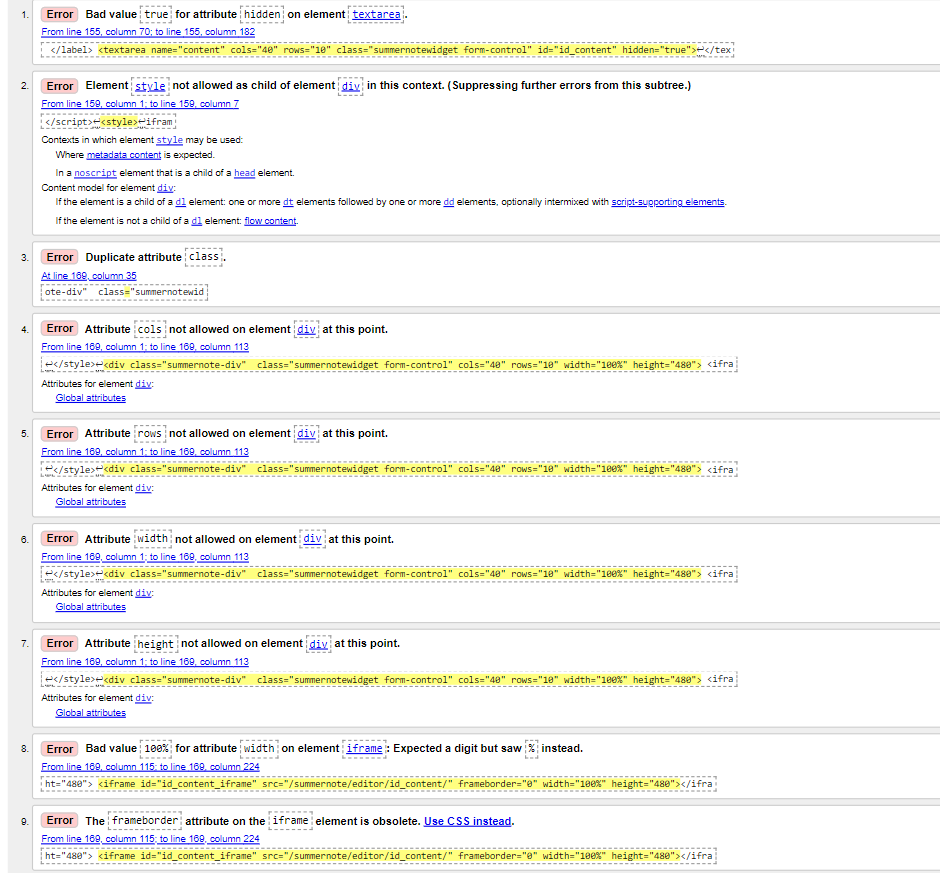 1. Error Bad value true for attribute hidden on element textarea.
From line 155, column 70; to line 155, column 182
</label> <textarea name="content" cols="40" rows="10" class="summernotewidget form-control" id="id_content" hidden="true">↩</tex
2. Error Element style not allowed as child of element div in this context. (Suppressing further errors from this subtree.)
From line 159, column 1; to line 159, column 7
</script>↩<style>↩ifram
Contexts in which element style may be used:
Where metadata content is expected.
In a noscript element that is a child of a head element.
Content model for element div:
If the element is a child of a dl element: one or more dt elements followed by one or more dd elements, optionally intermixed with script-supporting elements.
If the element is not a child of a dl element: flow content.
3. Error Duplicate attribute class.
At line 169, column 35
ote-div"  class="summernotewid
4. Error Attribute cols not allowed on element div at this point.
From line 169, column 1; to line 169, column 113
↩</style>↩<div class="summernote-div"  class="summernotewidget form-control" cols="40" rows="10" width="100%" height="480"> <ifra
Attributes for element div:
Global attributes
5. Error Attribute rows not allowed on element div at this point.
From line 169, column 1; to line 169, column 113
↩</style>↩<div class="summernote-div"  class="summernotewidget form-control" cols="40" rows="10" width="100%" height="480"> <ifra
Attributes for element div:
Global attributes
6. Error Attribute width not allowed on element div at this point.
From line 169, column 1; to line 169, column 113
↩</style>↩<div class="summernote-div"  class="summernotewidget form-control" cols="40" rows="10" width="100%" height="480"> <ifra
Attributes for element div:
Global attributes
7. Error Attribute height not allowed on element div at this point.
From line 169, column 1; to line 169, column 113
↩</style>↩<div class="summernote-div"  class="summernotewidget form-control" cols="40" rows="10" width="100%" height="480"> <ifra
Attributes for element div:
Global attributes
8. Error Bad value 100% for attribute width on element iframe: Expected a digit but saw % instead.
From line 169, column 115; to line 169, column 224
ht="480"> <iframe id="id_content_iframe" src="/summernote/editor/id_content/" frameborder="0" width="100%" height="480"></ifra
9. Error The frameborder attribute on the iframe element is obsolete. Use CSS instead.
From line 169, column 115; to line 169, column 224
ht="480"> <iframe id="id_content_iframe" src="/summernote/editor/id_content/" frameborder="0" width="100%" height="480"></ifra